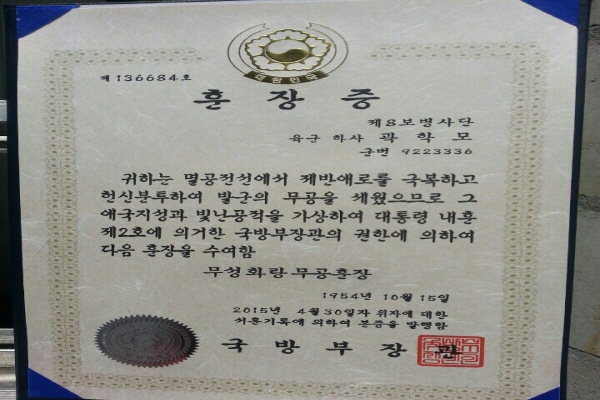 대한민국
제136684호
훈장증
제8보병사단
육군 하사 곽학모
군번 9223336
귀하는 멸공전선에서 제반애로를 국복하고
헌신분투하여 발군의 무공을 세웠으므로 그
애국지성과 빛난공적을 가상하여 대통령 내훈
제2호에 의거한 국방부장관의 권한에 의하여
다음 훈장을 수여함
무성화랑무공훈장
1954년 10월 15일
2015년 4월 30일자 위자에 대한
서훈기록에 의하여 본증을 발행함
국방부장관